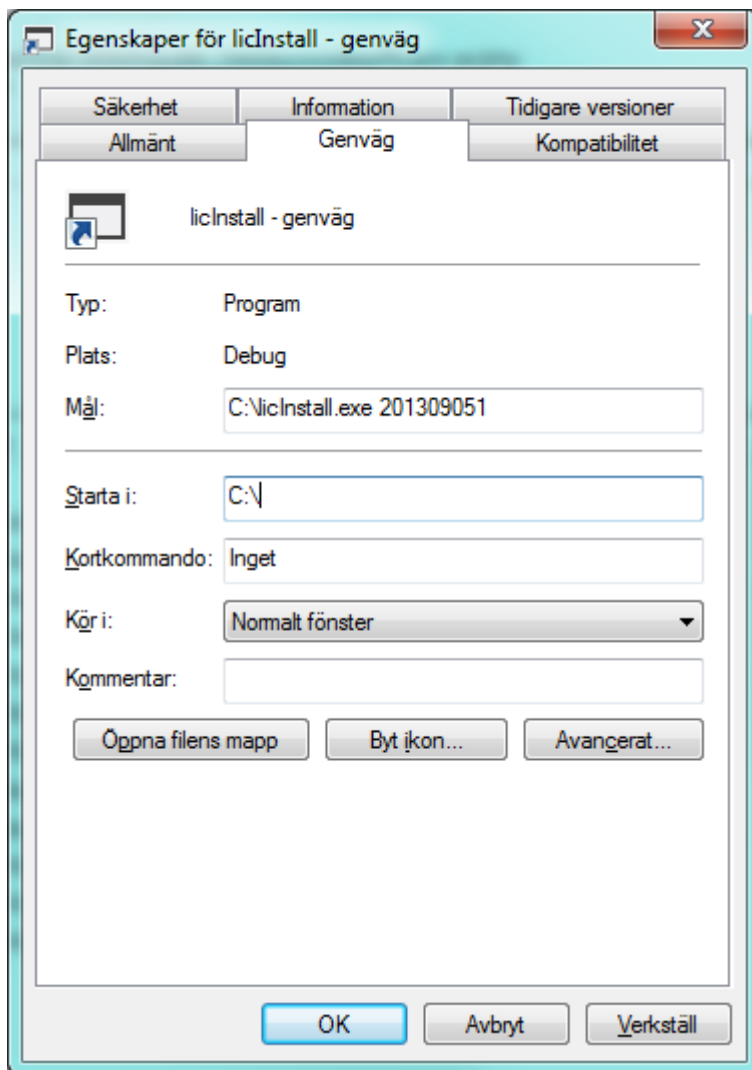 Egenskaper för licInstall - genväg
Säkerhet Information Tidigare versioner
Allmänt Genväg Kompatibilitet
licInstall - genväg
Typ: Program
Plats: Debug
Mål: C:\licInstall.exe 201309051
Starta i: C:\
Kortkommando: Inget
Kör i: Normalt fönster
Kommentar:
Öppna filens mapp Byt ikon... Avancerat...
OK Avbryt Verkställ